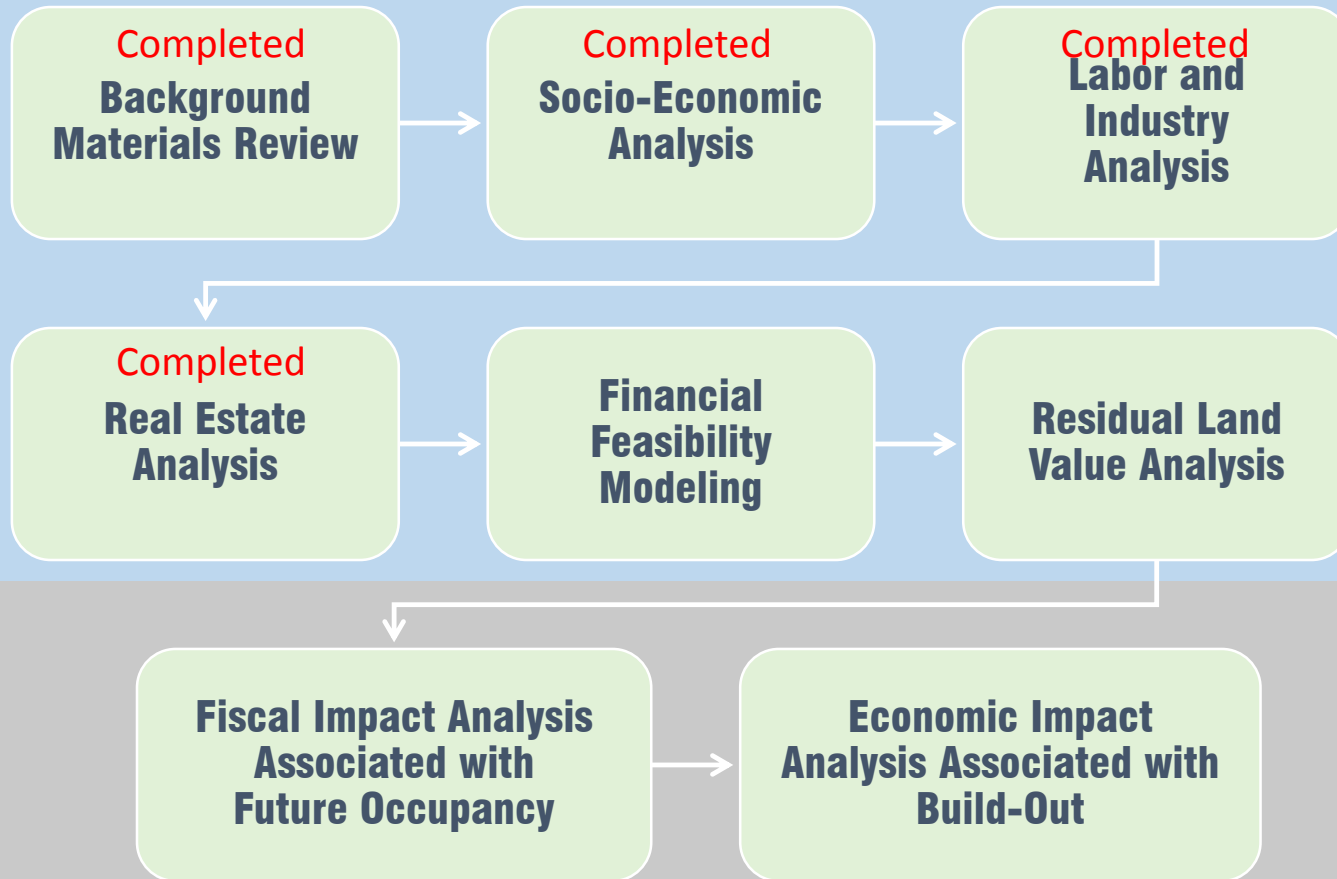 Completed
Background
Materials Review
Completed
Socio-Economic
Analysis
Completed
Labor and
Industry
Analysis
Completed
Real Estate
Analysis
Financial
Feasibility
Modeling
Residual Land
Value Analysis
Fiscal Impact Analysis
Associated with
Future Occupancy
Economic Impact
Analysis Associated with
Build-Out